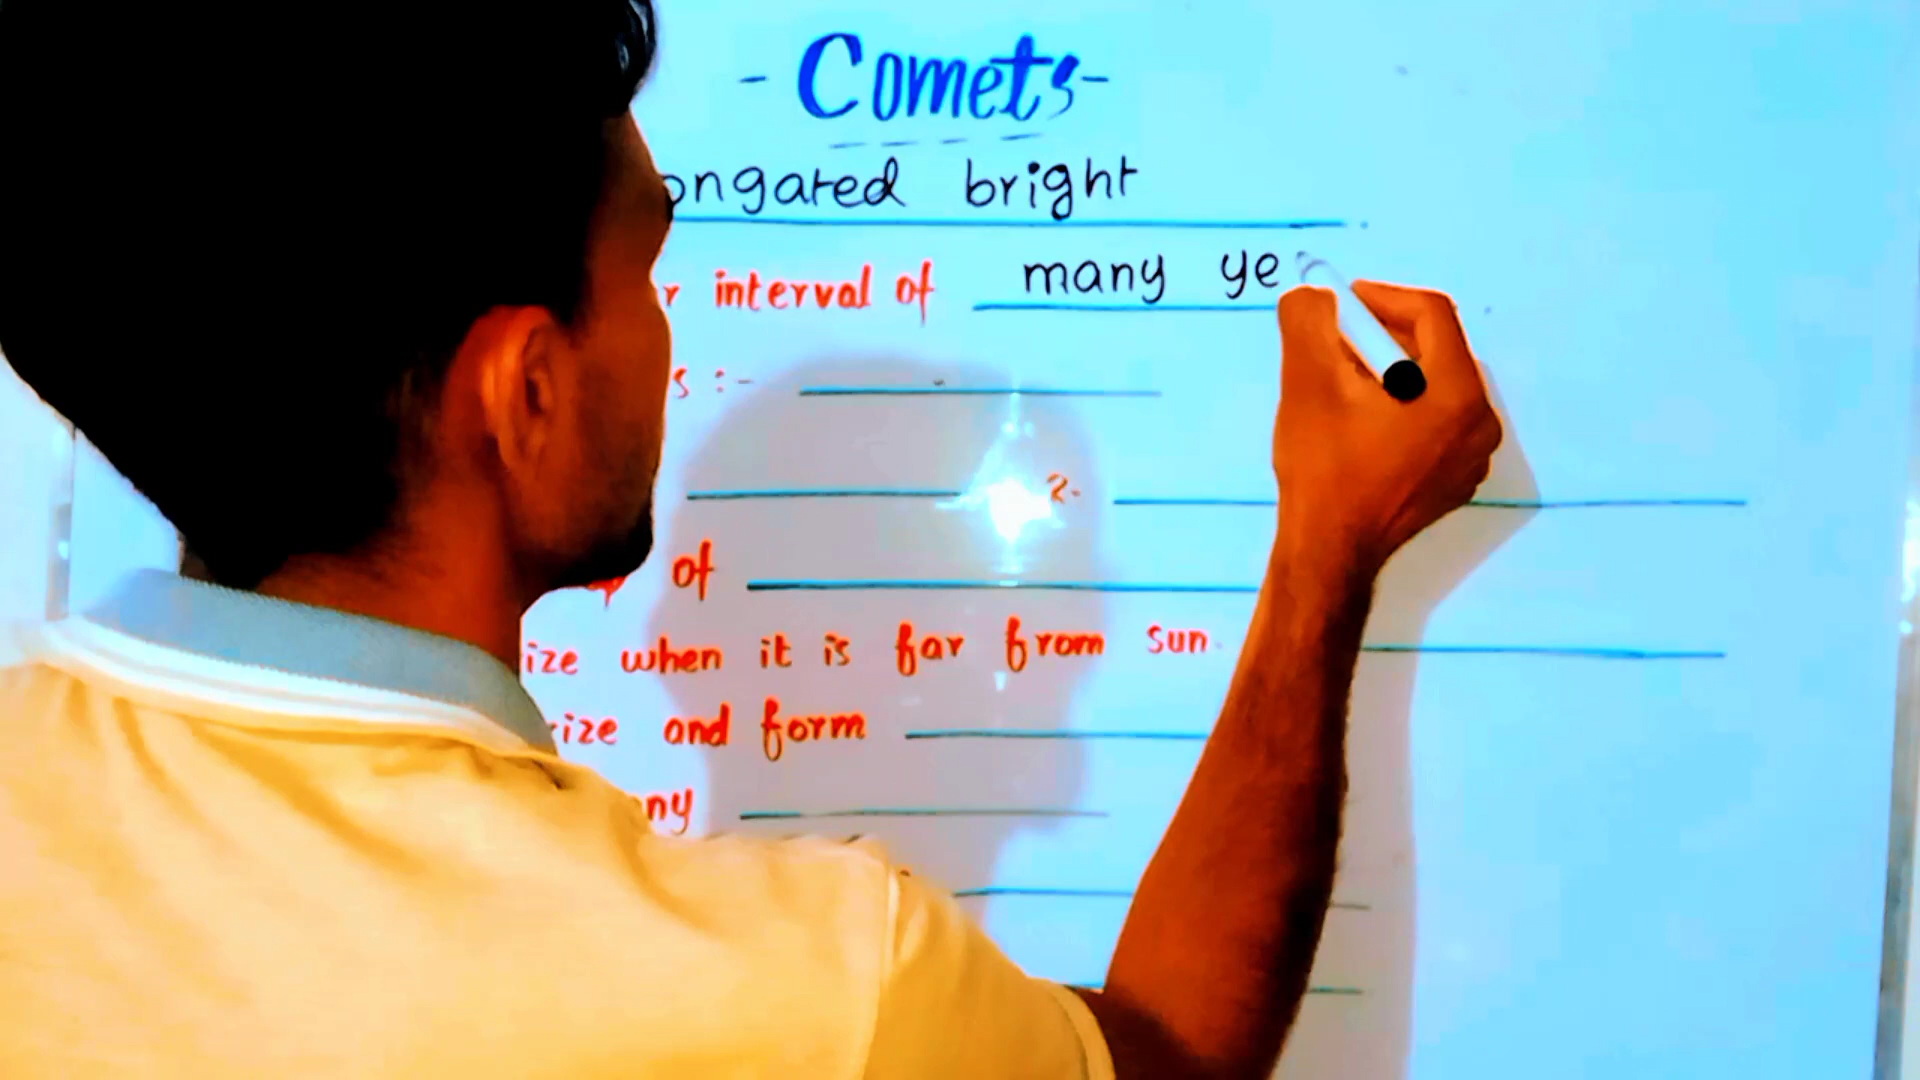 - Comets -
ongated bright
interval of many ye
s :-
2-
of
ize when it is far from sun.
ize and form
ny